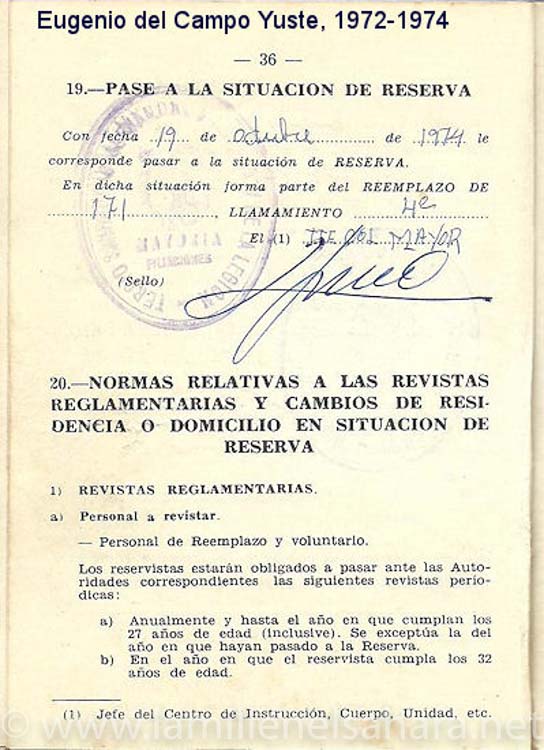 Eugenio del Campo Yuste, 1972-1974
— 36 —
19.—PASE A LA SITUACION DE RESERVA
Con fecha 19 de Octubre de 1974 le
corresponde pasar a la situación de RESERVA.
En dicha situación forma parte del REEMPLAZO DE
171, LLAMAMIENTO 4º
El (1) TTE COL MAYOR
(Sello)
MAYORIA
FILIACIONES
LEGION
TERCIO
20.—NORMAS RELATIVAS A LAS REVISTAS
REGLAMENTARIAS Y CAMBIOS DE RESI-
DENCIA O DOMICILIO EN SITUACION DE
RESERVA
1) REVISTAS REGLAMENTARIAS.
a) Personal a revistar.
— Personal de Reemplazo y voluntario.
Los reservistas estarán obligados a pasar ante las Auto-
ridades correspondientes las siguientes revistas perió-
dicas:
a) Anualmente y hasta el año en que cumplan los
27 años de edad (inclusive). Se exceptúa la del
año en que hayan pasado a la Reserva.
b) En el año en que el reservista cumpla los 32
años de edad.
(1) Jefe del Centro de Instrucción, Cuerpo, Unidad, etc.
© www.lamilienelsahara.net